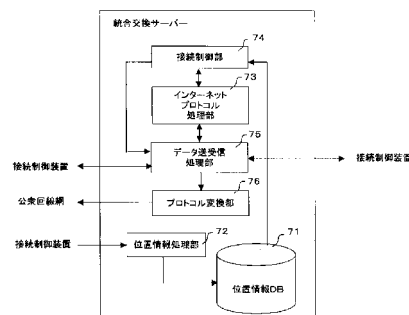 統合交換サーバー
74
接続制御部
73
インターネット
プロトコル
処理部
75
データ送受信
処理部
接続制御装置
接続制御装置
76
公衆回線網
プロトコル変換部
接続制御装置
72
位置情報処理部
71
位置情報DB